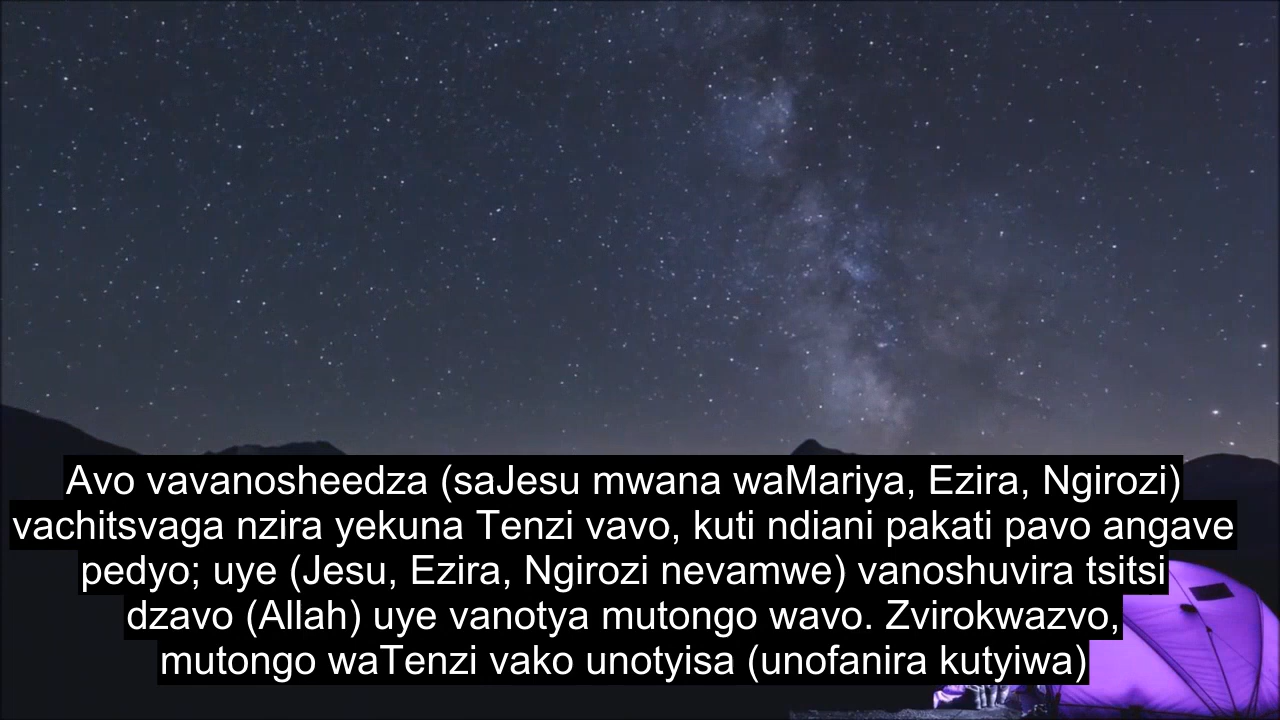 Avo vavanosheedza (saJesu mwana waMariya, Ezira, Ngirozi)
vachitsvaga nzira yekuna Tenzi vavo, kuti ndiani pakati pavo angave
pedyo; uye (Jesu, Ezira, Ngirozi nevamwe) vanoshuvira tsitsi
dzavo (Allah) uye vanotya mutongo wavo. Zvirokwazvo,
mutongo waTenzi vako unotyisa (unofanira kutyiwa)